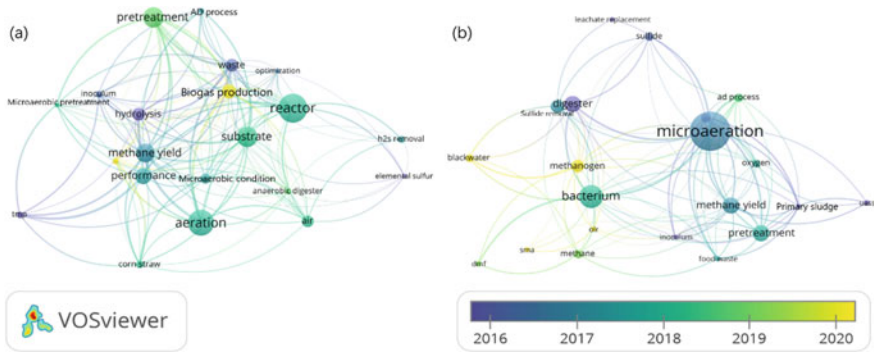 (a)
pretreatment
AD process
waste
optimization
inoculum
Biogas production
Microaerobic pretreatment
hydrolysis
reactor
substrate
h2s removal
methane yield
performance
Microaerobic condition
elemental sulfur
anaerobic digester
aeration
air
corn straw
(b)
leachate replacement
sulfide
digester
ad process
Sulfide removal
microaeration
blackwater
methanogen
oxygen
bacterium
methane yield
Primary sludge
olr
pretreatment
inoculum
sma
methane
food waste
VOSviewer
2016 2017 2018 2019 2020